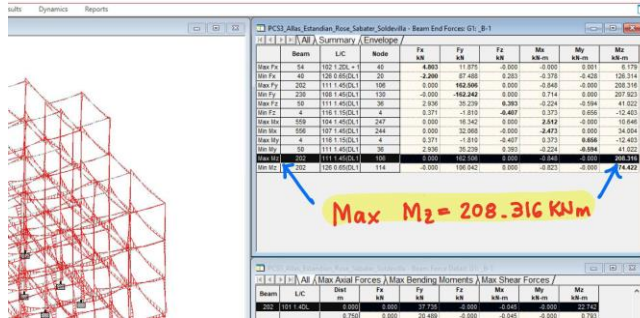 sults Dynamics Reports
PCS3_Allas_Estandian_Rose_Sabater_Soldevilla - Beam End Forces: G1: _B-1
All Summary Envelope
Beam L/C Node Fx kN Fy kN Fz kN Mx kN-m My kN-m Mz kN-m
Max Fx 54 102 1.2DL + 1 40 4.803 11.875 -0.000 -0.000 0.001 6.179
Min Fx 40 126 0.65(DL1 20 -2.200 87.488 0.283 -0.378 -0.428 126.314
Max Fy 202 111 1.45(DL1 106 0.000 162.506 -0.000 -0.848 -0.000 208.316
Min Fy 238 108 1.45(DL1 130 -0.000 -162.242 0.000 0.714 0.000 207.923
Max Fz 50 111 1.45(DL1 36 2.936 35.239 0.393 -0.224 -0.594 41.022
Min Fz 4 116 1.15(DL1 4 0.371 -1.810 -0.407 0.373 0.656 -12.403
Max Mx 559 104 1.45(DL1 247 0.000 16.342 0.000 2.512 -0.000 10.646
Min Mx 556 107 1.45(DL1 244 0.000 32.068 -0.000 -2.473 0.000 34.004
Max My 4 116 1.15(DL1 4 0.371 -1.810 -0.407 0.373 0.656 -12.403
Min My 50 111 1.45(DL1 36 2.936 35.239 0.393 -0.224 -0.594 41.022
Max Mz 202 111 1.45(DL1 106 0.000 162.506 -0.000 -0.848 -0.000 208.316
Min Mz 202 126 0.65(DL1 114 -0.000 106.042 -0.000 -0.823 -0.000
Max Mz = 208.316 KNm
All Max Axial Forces Max Bending Moments Max Shear Forces
Beam L/C Dist m Fx kN Fy kN Fz kN Mx kN-m My kN-m Mz kN-m
202 101 1.4DL 0.000 0.000 37.735 -0.000 -0.045 -0.000 22.742
0.750 0.000 20.489 -0.000 -0.045 -0.000 0.793